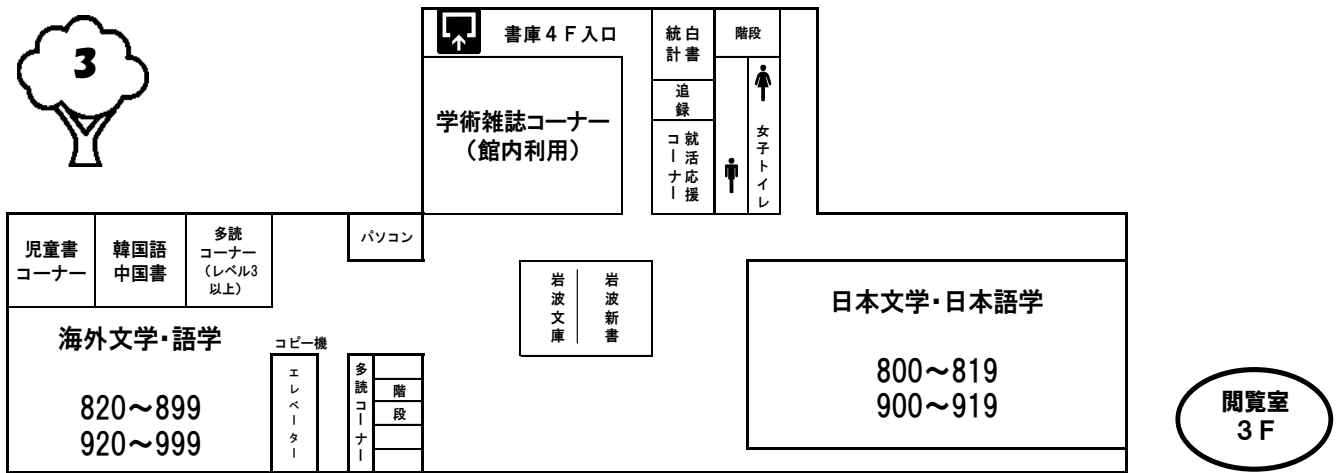 3
書庫4F入口
統計
白書
階段
追録
学術雑誌コーナー
(館内利用)
就活応援
コーナー
女子トイレ
児童書
コーナー
韓国語
中国書
多読
コーナー
(レベル3
以上)
パソコン
岩波文庫
岩波新書
日本文学・日本語学
800～819
900～919
海外文学・語学
820～899
920～999
コピー機
エレベーター
多読コーナー
階
段
閲覧室
3F